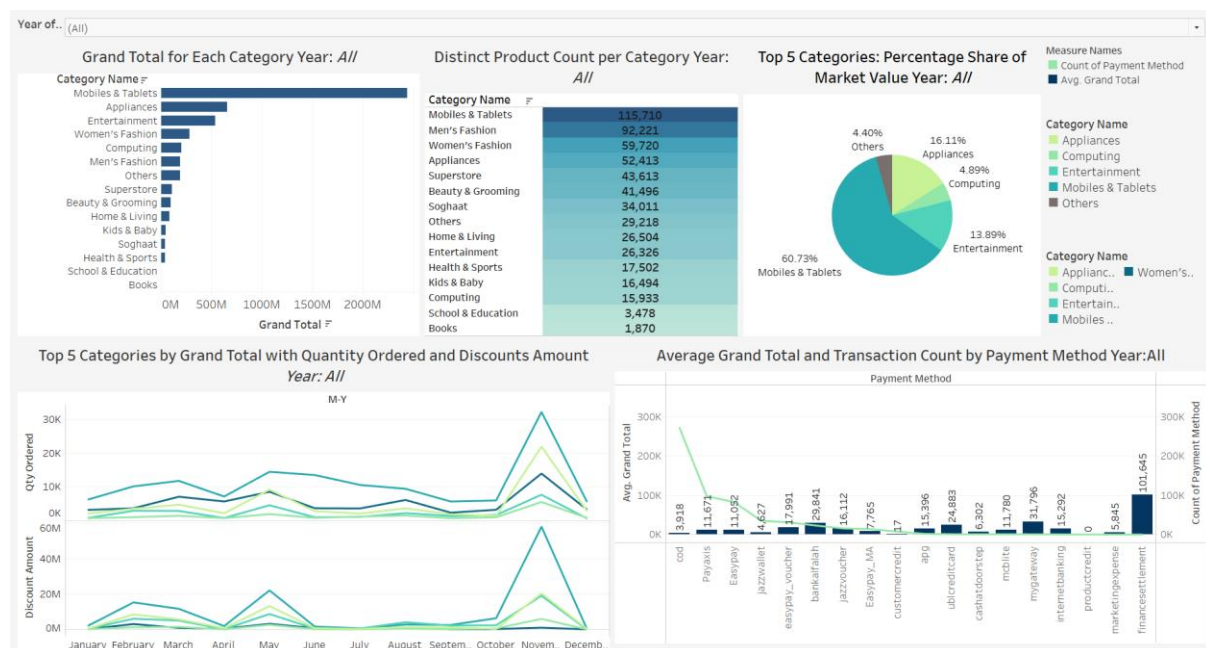 Year of..
(All)
Grand Total for Each Category Year: All
Category Name
Mobiles & Tablets
Appliances
Entertainment
Women's Fashion
Computing
Men's Fashion
Others
Superstore
Beauty & Grooming
Home & Living
Kids & Baby
Soghaat
Health & Sports
School & Education
Books
0M 500M 1000M 1500M 2000M
Grand Total
Distinct Product Count per Category Year:
All
Category Name
Mobiles & Tablets 115,710
Men's Fashion 92,221
Women's Fashion 59,720
Appliances 52,413
Superstore 43,613
Beauty & Grooming 41,496
Soghaat 34,011
Others 29,218
Home & Living 26,504
Entertainment 26,326
Health & Sports 17,502
Kids & Baby 16,494
Computing 15,933
School & Education 3,478
Books 1,870
Top 5 Categories: Percentage Share of
Market Value Year: All
4.40%
Others
16.11%
Appliances
4.89%
Computing
13.89%
Entertainment
60.73%
Mobiles & Tablets
Measure Names
Count of Payment Method
Avg. Grand Total
Category Name
Appliances
Computing
Entertainment
Mobiles & Tablets
Others
Category Name
Applianc.. Women's..
Computi..
Entertain..
Mobiles ..
Top 5 Categories by Grand Total with Quantity Ordered and Discounts Amount
Year: All
M-Y
Qty Ordered
30K
20K
10K
0K
Discount Amount
60M
40M
20M
0M
January February March April May June July August Septem.. October Novem.. Decemb..
Average Grand Total and Transaction Count by Payment Method Year:All
Payment Method
Avg. Grand Total
300K
200K
100K
0K
3,918 11,671 11,052 4,627 17,991 29,841 16,112 7,765 17 15,396 24,883 6,302 11,780 31,796 15,292 0 5,845 101,645
300K
200K
100K
0K
Count of Payment Method
cod Payaxis Easypay jazzwallet easypay_voucher bankalfalah jazzvoucher Easypay_MA customercredit apg ublcreditcard cashatdoorstep mcblite mygateway internetbanking productcredit marketingexpense financesettlement